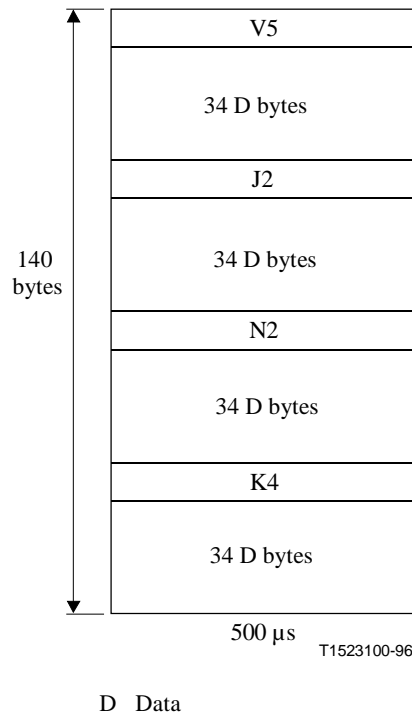 V5
34 D bytes
J2
34 D bytes
140
bytes
N2
34 D bytes
K4
34 D bytes
500 µs
T1523100-96
D Data